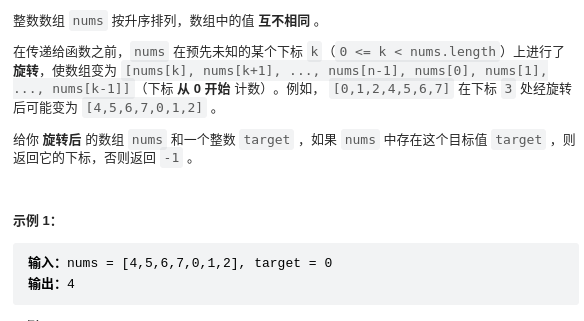 整数数组 nums 按升序排列，数组中的值 互不相同 。
在传递给函数之前，nums 在预先未知的某个下标 k（0 <= k < nums.length）上进行了
旋转，使数组变为 [nums[k], nums[k+1], ..., nums[n-1], nums[0], nums[1],
..., nums[k-1]]（下标 从 0 开始 计数）。例如， [0,1,2,4,5,6,7] 在下标 3 处经旋转
后可能变为 [4,5,6,7,0,1,2] 。
给你 旋转后 的数组 nums 和一个整数 target ，如果 nums 中存在这个目标值 target ，则
返回它的下标，否则返回 -1 。
示例 1：
输入：nums = [4,5,6,7,0,1,2], target = 0
输出：4